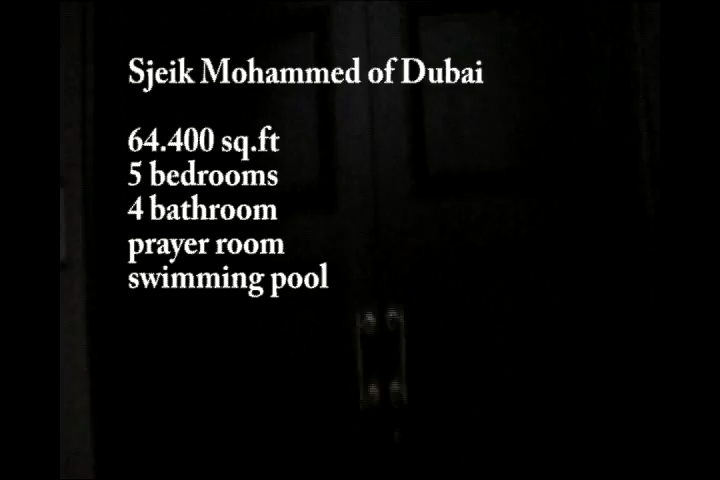 Sjeik Mohammed of Dubai
64.400 sq.ft
5 bedrooms
4 bathroom
prayer room
swimming pool